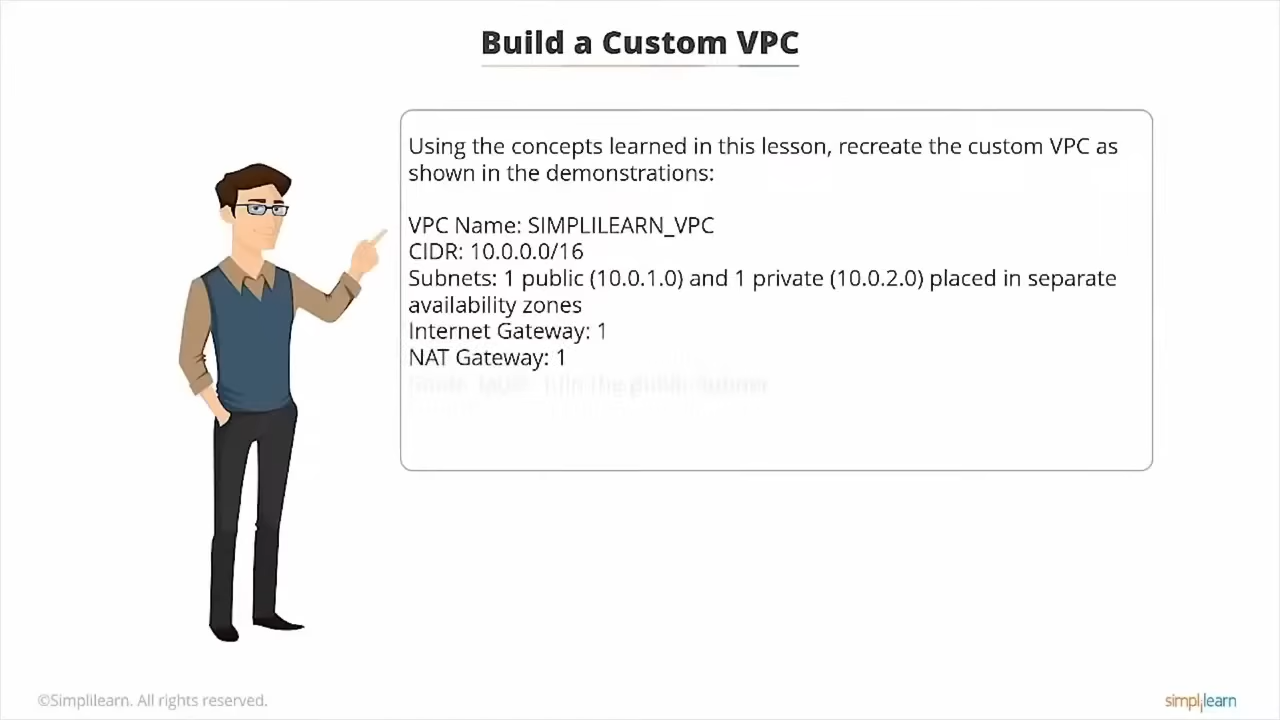 Build a Custom VPC
Using the concepts learned in this lesson, recreate the custom VPC as
shown in the demonstrations:
VPC Name: SIMPLILEARN_VPC
CIDR: 10.0.0.0/16
Subnets: 1 public (10.0.1.0) and 1 private (10.0.2.0) placed in separate
availability zones
Internet Gateway: 1
NAT Gateway: 1
©Simplilearn. All rights reserved.
simplilearn